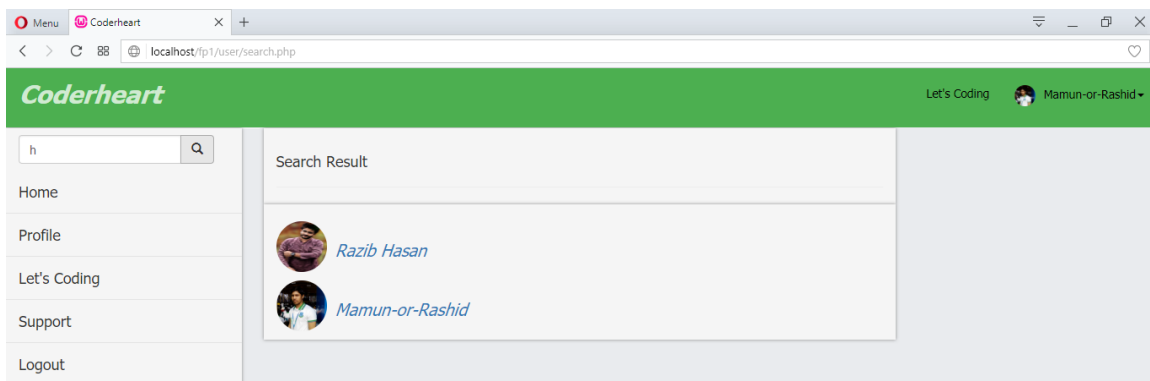 Menu Coderheart
localhost/fp1/user/search.php
Coderheart Let's Coding Mamun-or-Rashid
h
Search Result
Home
Profile
Razib Hasan
Let's Coding
Mamun-or-Rashid
Support
Logout